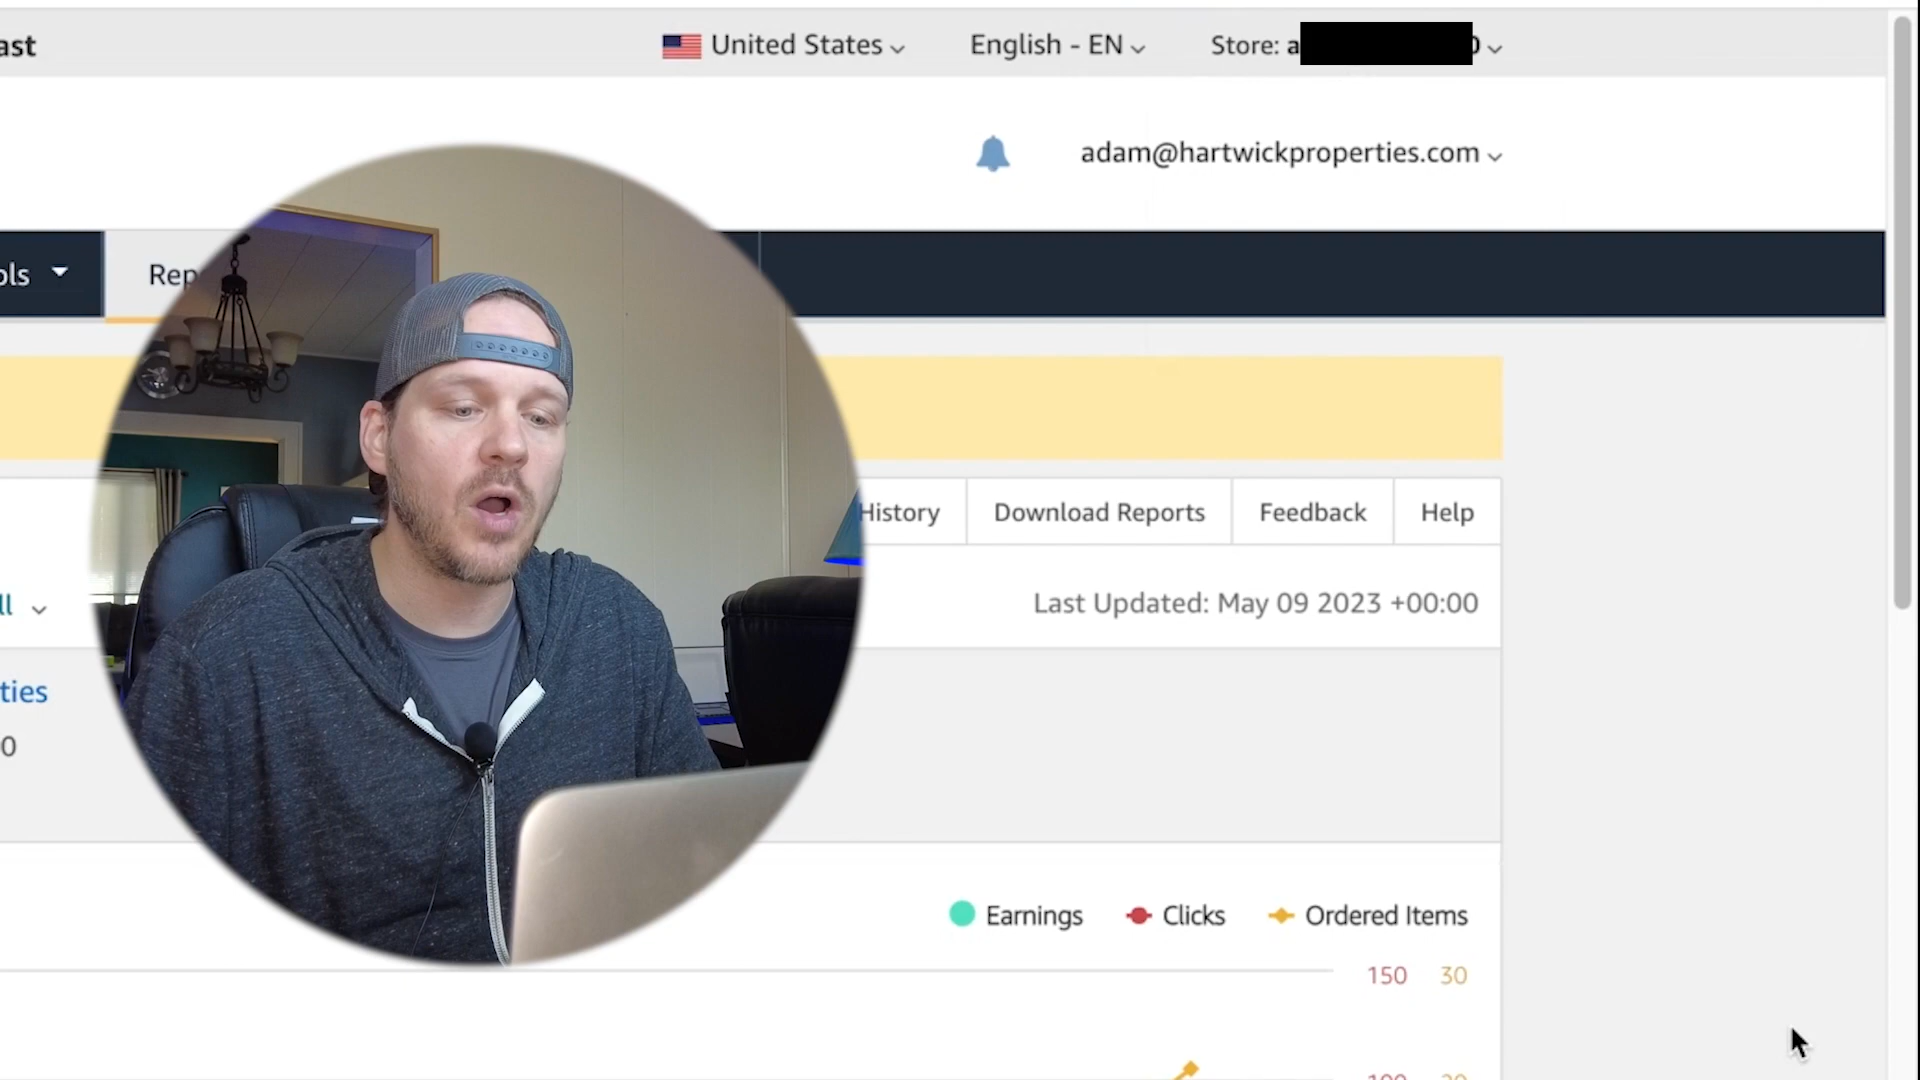 ast
United States
English - EN
Store: a
adam@hartwickproperties.com
ols
Rep
History
Download Reports
Feedback
Help
ll
Last Updated: May 09 2023 +00:00
ties
0
Earnings
Clicks
Ordered Items
150 30